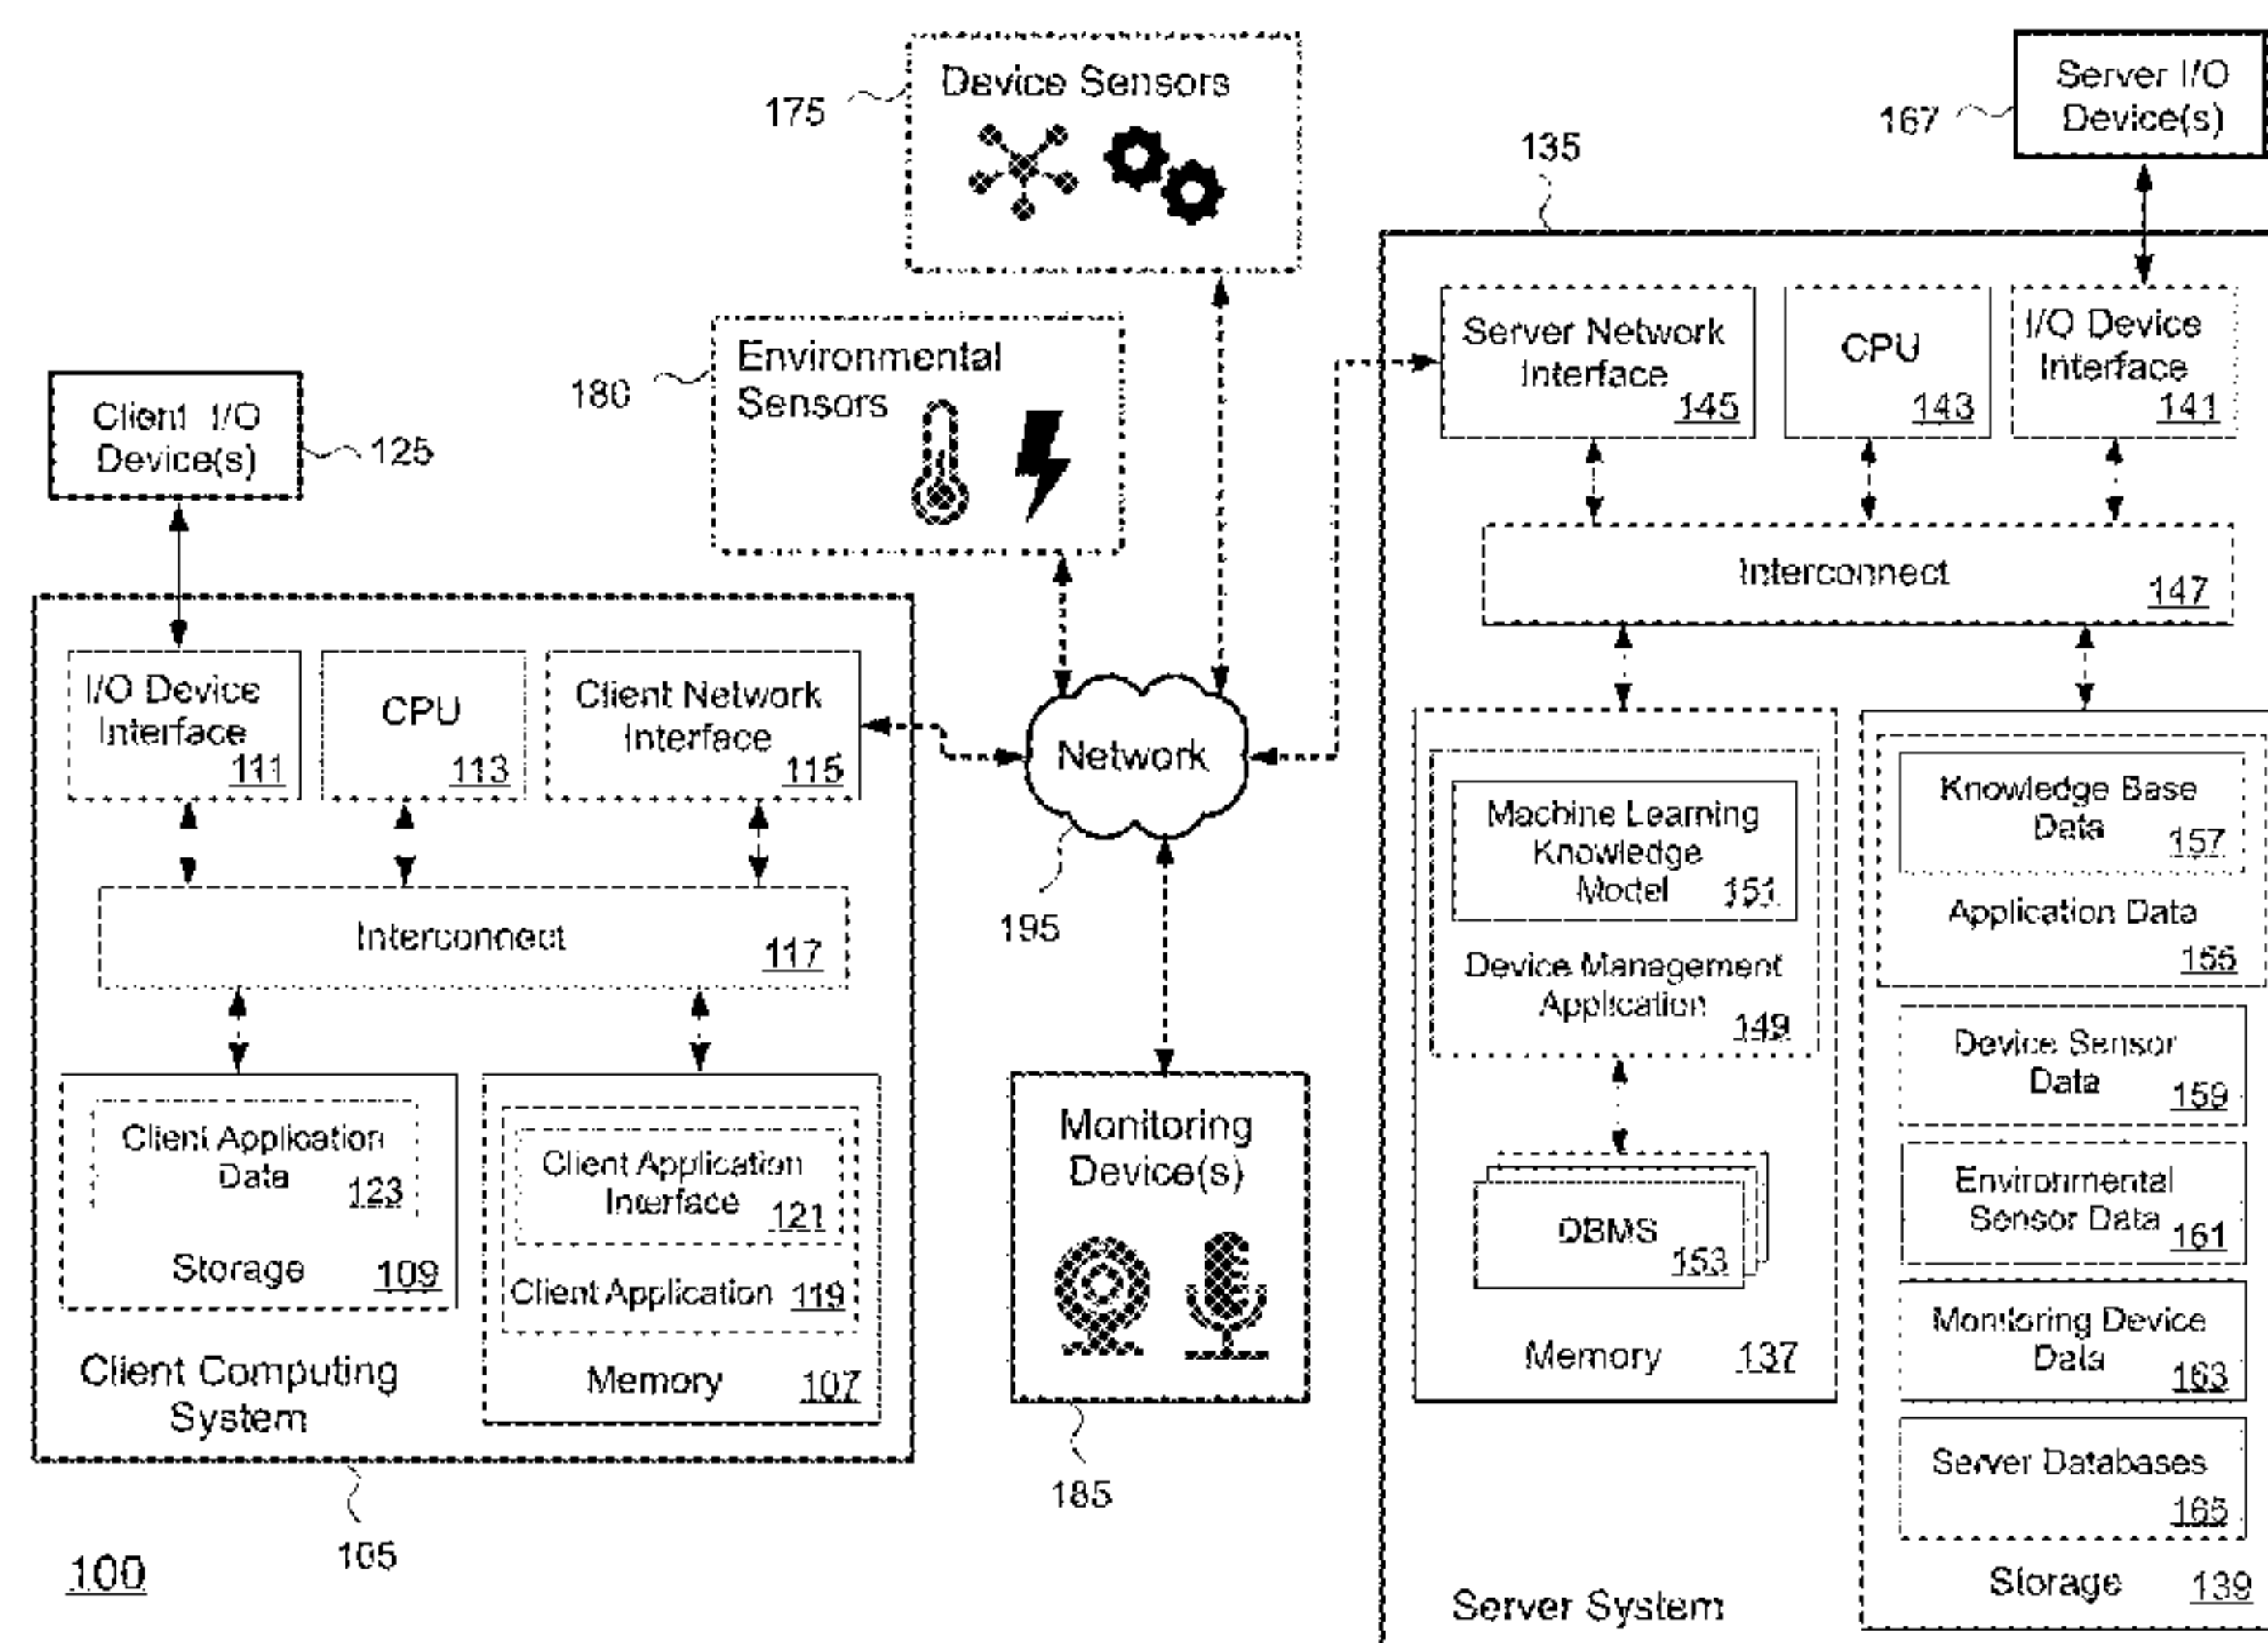 Device Sensors
175
Server I/O
Device(s)
167
135
Environmental
Sensors
180
Server Network
Interface
145
CPU
143
I/O Device
Interface
141
Client I/O
Device(s)
125
Interconnect
147
I/O Device
Interface
111
CPU
113
Client Network
Interface
115
Network
195
Machine Learning
Knowledge
Model
151
Device Management
Application
149
DBMS
153
Memory
137
Knowledge Base
Data
157
Application Data
155
Device Sensor
Data
159
Environmental
Sensor Data
161
Monitoring Device
Data
163
Server Databases
165
Storage
139
Server System
Interconnect
117
Client Application
Data
123
Storage
109
Client Application
Interface
121
Client Application
119
Memory
107
Client Computing
System
105
Monitoring
Device(s)
185
100